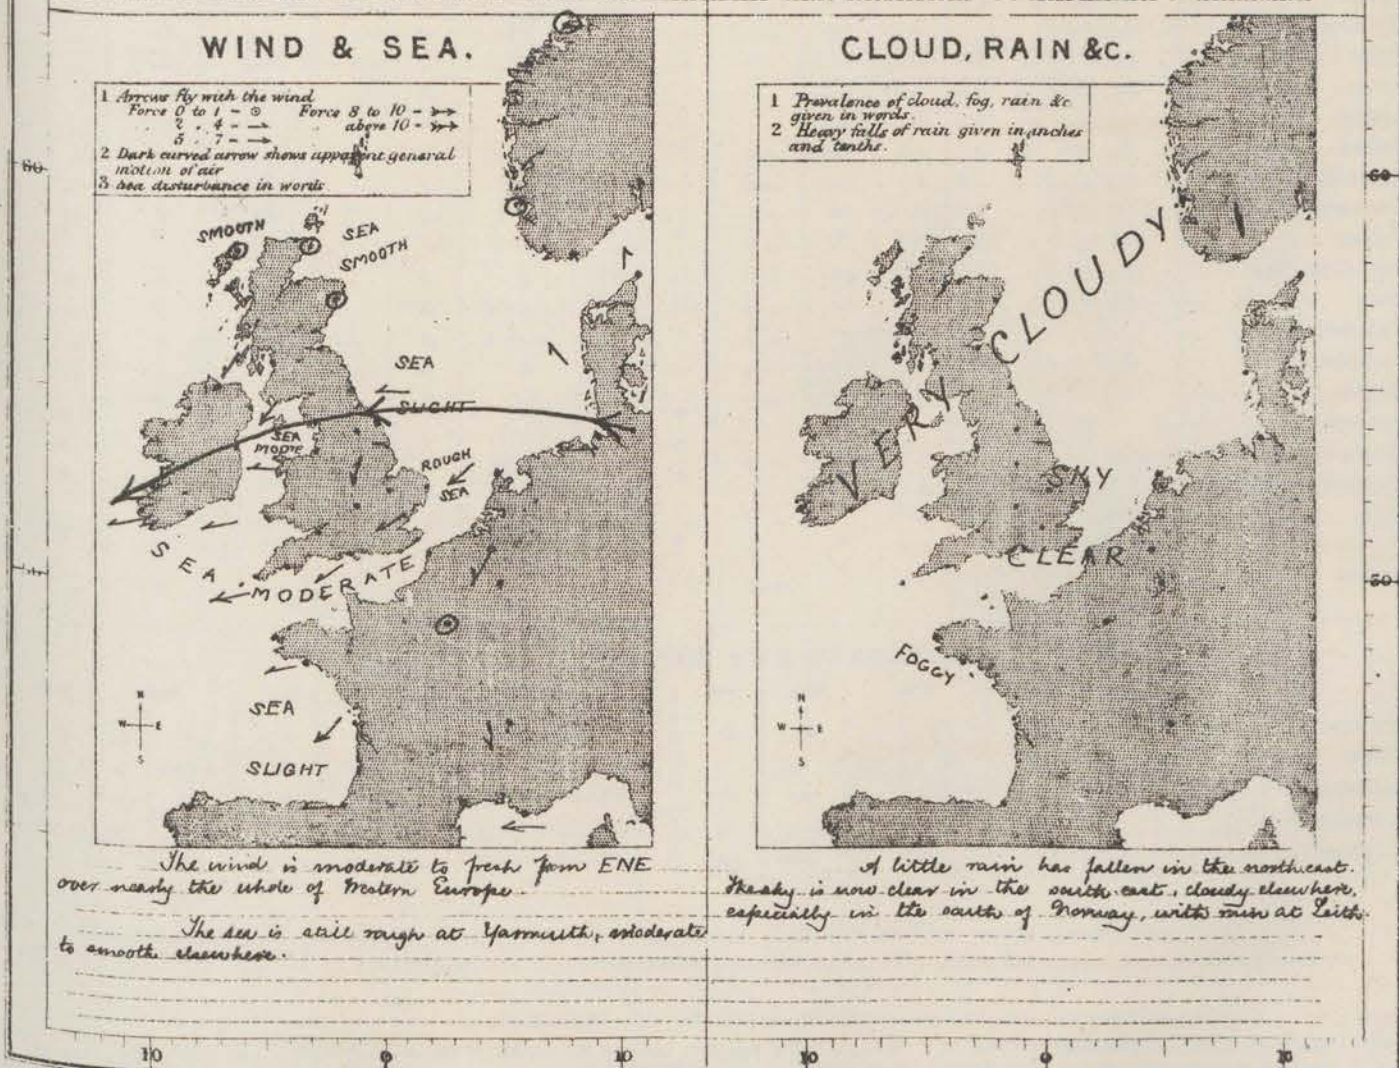 WIND & SEA.
1 Arrows fly with the wind
Force 0 to 1 - ⊙ Force 8 to 10 -
" 2 " 4 - " above 10 -
" 5 " 7 -
2 Dark curved arrow shows apparent general
motion of air
3 Sea disturbance in words
60
SMOOTH
SEA
SMOOTH
SEA
SLIGHT
SEA
MODTE
ROUGH
SEA
SEA
MODERATE
SEA
SLIGHT
N
W E
S
The wind is moderate to fresh from ENE
over nearly the whole of Western Europe.
The sea is still rough at Yarmouth, moderate
to smooth elsewhere.
10 0 10
CLOUD, RAIN &c.
1 Prevalence of cloud, fog, rain &c
given in words.
2 Heavy falls of rain given in inches
and tenths.
60
VERY CLOUDY
SKY
CLEAR
50
FOGGY
N
W E
S
A little rain has fallen in the north east.
The sky is now clear in the south east, cloudy elsewhere,
especially in the south of Norway, with rain at Leith.
10 0 10